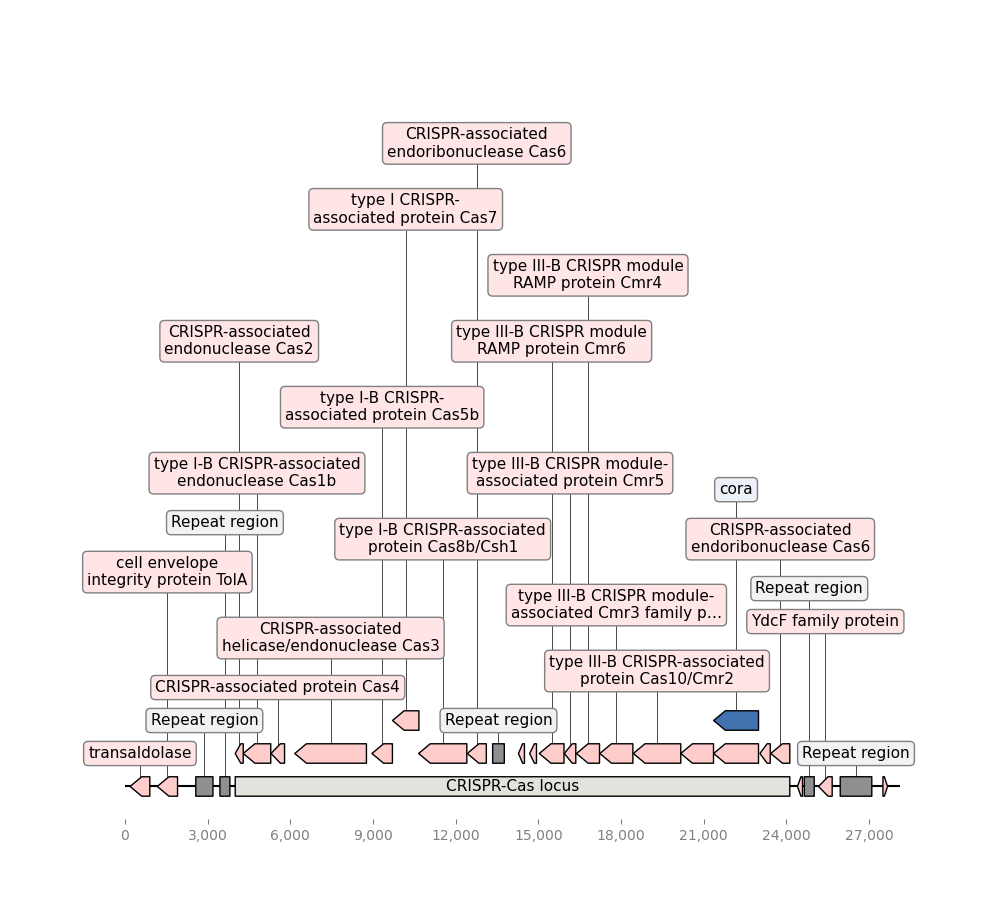 CRISPR-associated
endoribonuclease Cas6
type I CRISPR-
associated protein Cas7
type III-B CRISPR module
RAMP protein Cmr4
CRISPR-associated
endonuclease Cas2
type III-B CRISPR module
RAMP protein Cmr6
type I-B CRISPR-
associated protein Cas5b
type I-B CRISPR-associated
endonuclease Cas1b
type III-B CRISPR module-
associated protein Cmr5
cora
Repeat region
type I-B CRISPR-associated
protein Cas8b/Csh1
CRISPR-associated
endoribonuclease Cas6
cell envelope
integrity protein TolA
Repeat region
type III-B CRISPR module-
associated Cmr3 family p...
YdcF family protein
CRISPR-associated
helicase/endonuclease Cas3
type III-B CRISPR-associated
protein Cas10/Cmr2
CRISPR-associated protein Cas4
Repeat region
Repeat region
transaldolase
Repeat region
CRISPR-Cas locus
0
3,000
6,000
9,000
12,000
15,000
18,000
21,000
24,000
27,000